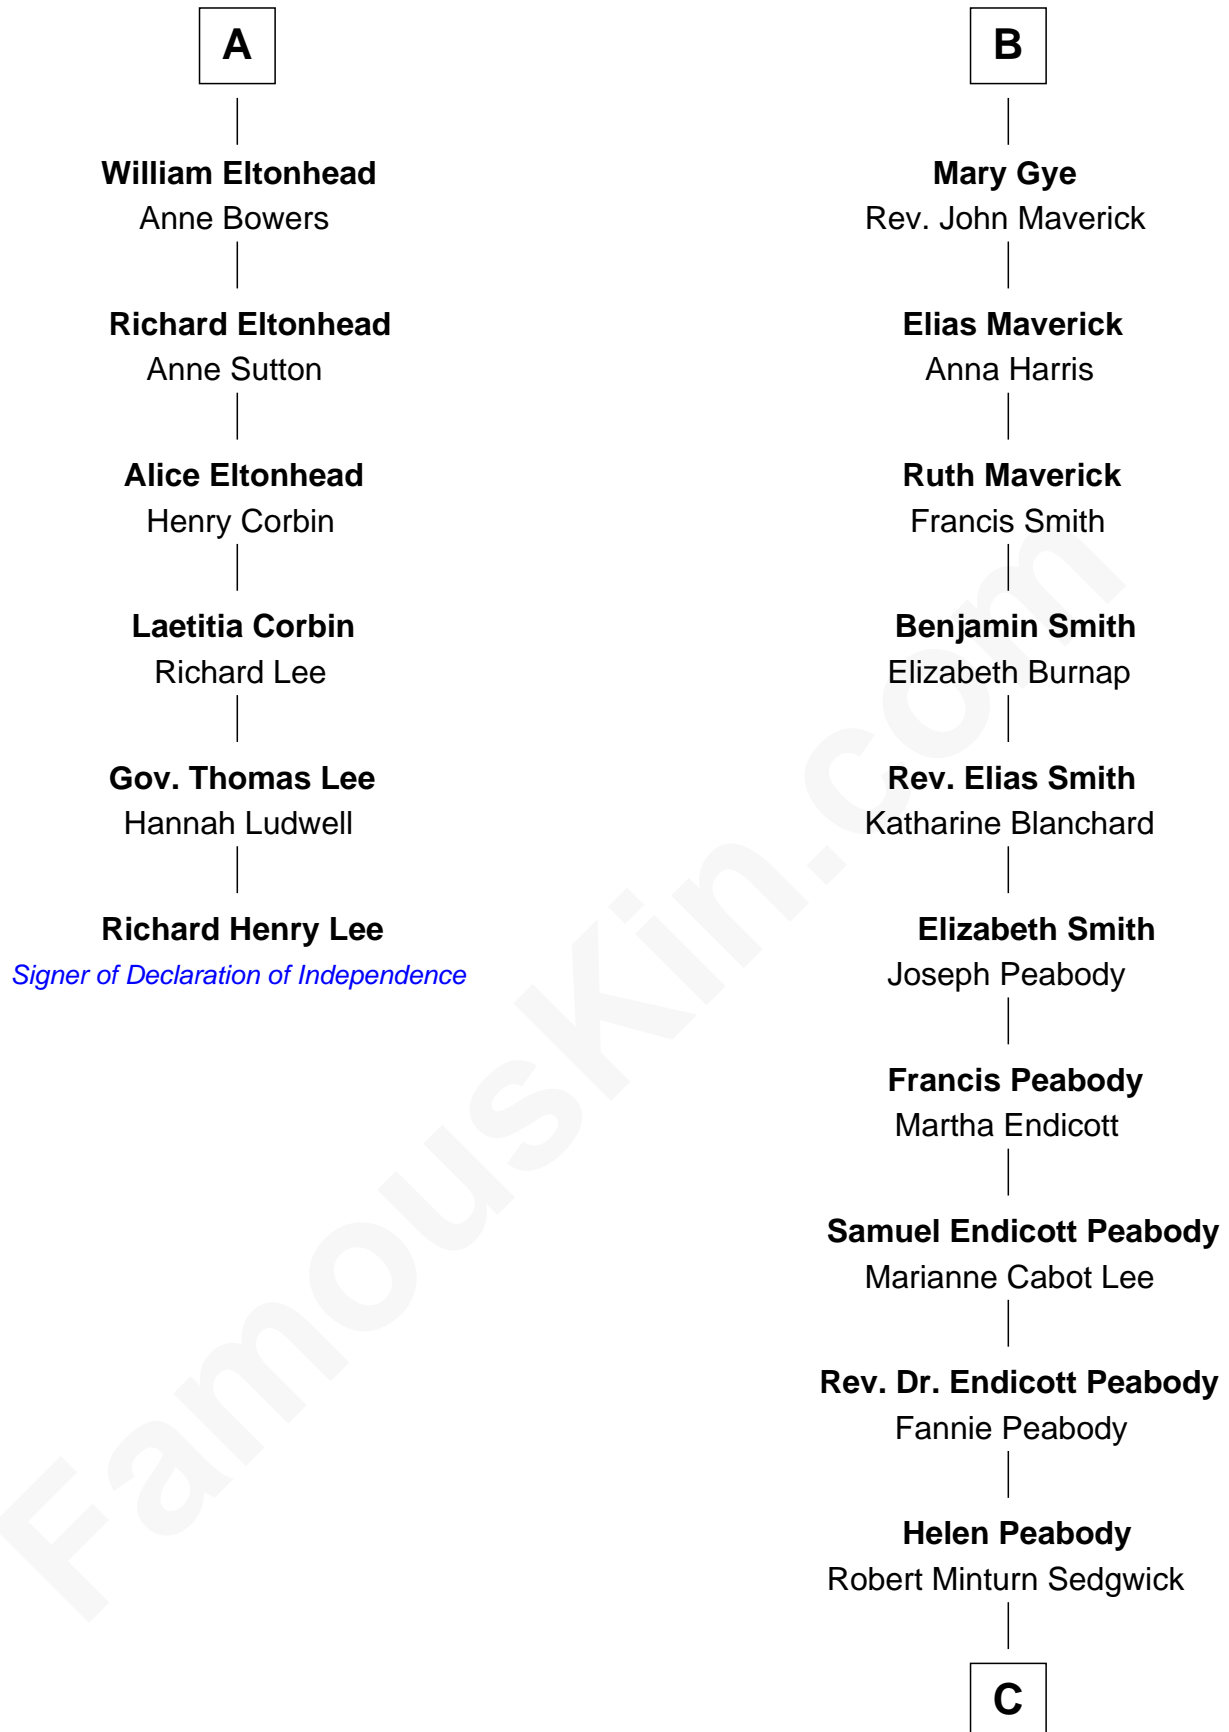 A
William Eltonhead
Anne Bowers
Richard Eltonhead
Anne Sutton
Alice Eltonhead
Henry Corbin
Laetitia Corbin
Richard Lee
Gov. Thomas Lee
Hannah Ludwell
Richard Henry Lee
Signer of Declaration of Independence
B
Mary Gye
Rev. John Maverick
Elias Maverick
Anna Harris
Ruth Maverick
Francis Smith
Benjamin Smith
Elizabeth Burnap
Rev. Elias Smith
Katharine Blanchard
Elizabeth Smith
Joseph Peabody
Francis Peabody
Martha Endicott
Samuel Endicott Peabody
Marianne Cabot Lee
Rev. Dr. Endicott Peabody
Fannie Peabody
Helen Peabody
Robert Minturn Sedgwick
C
FamousKin.com